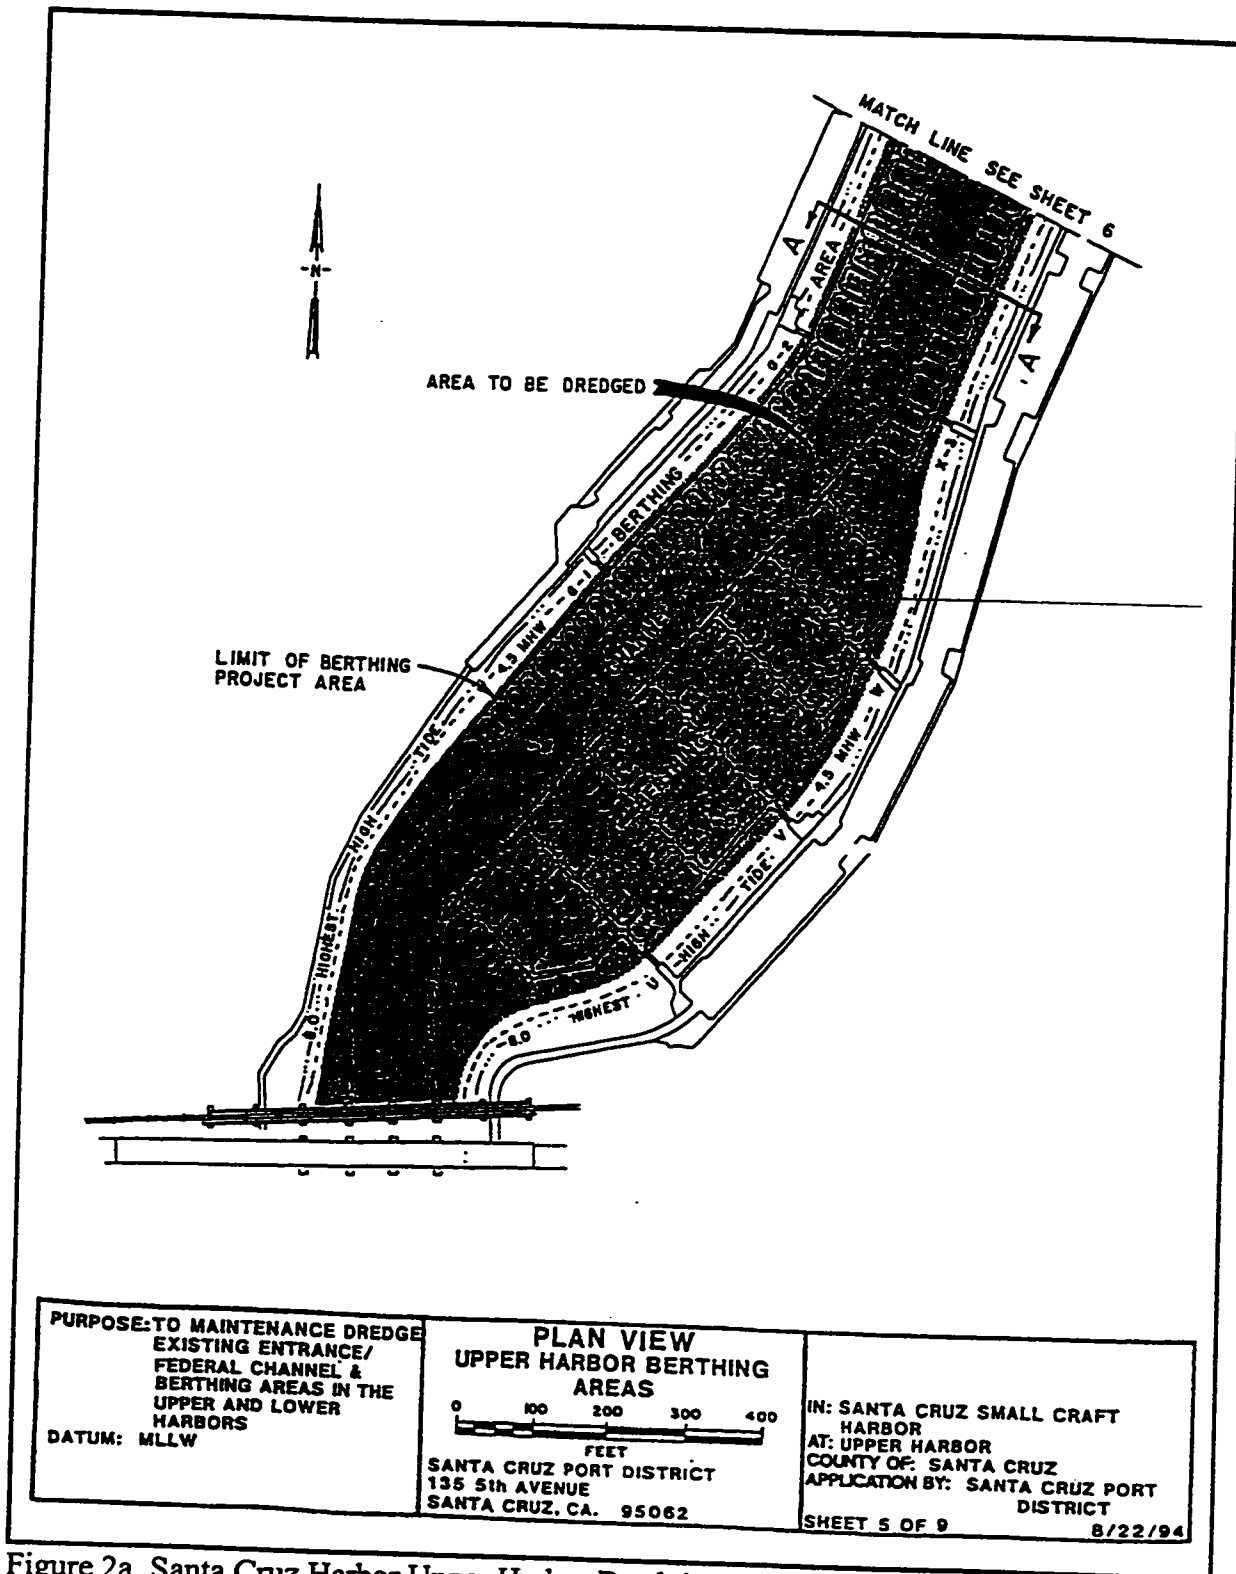 MATCH LINE SEE SHEET 6
A
AREA
-N-
A
G-2
AREA TO BE DREDGED
X-3
BERTHING
G-1
4.5 MHW
LIMIT OF BERTHING
PROJECT AREA
W
4.5 MHW
TIDE
HIGH
V
TIDE
HIGHEST
HIGH
U
HIGHEST
8.0
8.0
PURPOSE: TO MAINTENANCE DREDGE
EXISTING ENTRANCE/
FEDERAL CHANNEL &
BERTHING AREAS IN THE
UPPER AND LOWER
HARBORS
DATUM: MLLW
PLAN VIEW
UPPER HARBOR BERTHING
AREAS
0 100 200 300 400
FEET
SANTA CRUZ PORT DISTRICT
135 5th AVENUE
SANTA CRUZ, CA. 95062
IN: SANTA CRUZ SMALL CRAFT
HARBOR
AT: UPPER HARBOR
COUNTY OF: SANTA CRUZ
APPLICATION BY: SANTA CRUZ PORT
DISTRICT
SHEET 5 OF 9 8/22/94
Figure 2a. Santa Cruz Harbor Upper Harbor